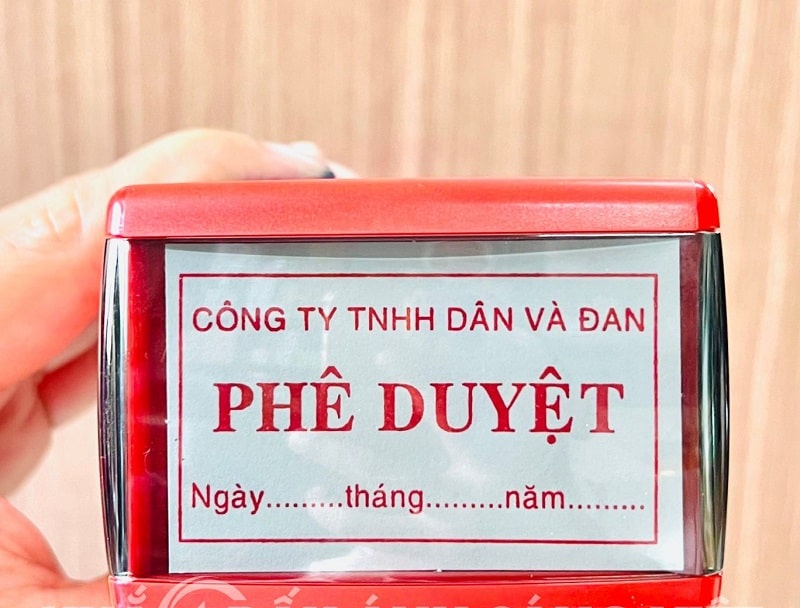 CÔNG TY TNHH DÂN VÀ ĐAN
PHÊ DUYỆT
Ngày.........tháng.........năm.........